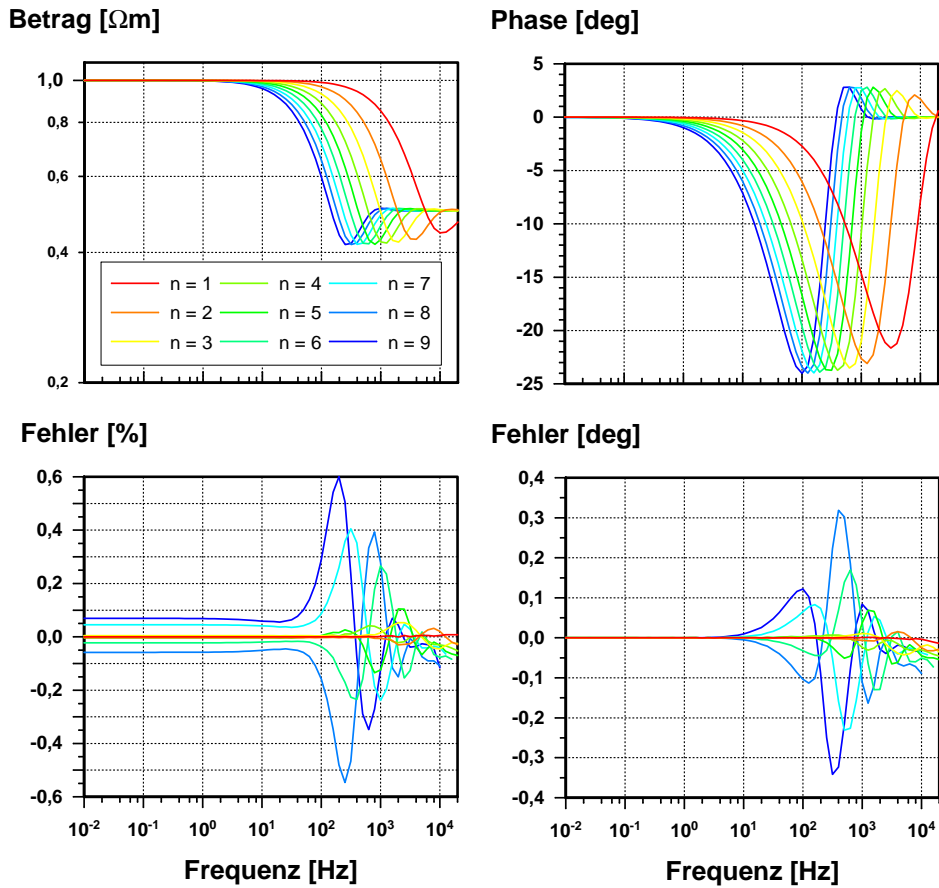 Betrag [Ωm]
Phase [deg]
1,0
0,8
0,6
0,4
0,2
n = 1
n = 4
n = 7
n = 2
n = 5
n = 8
n = 3
n = 6
n = 9
5
0
-5
-10
-15
-20
-25
Fehler [%]
Fehler [deg]
0,6
0,4
0,2
0,0
-0,2
-0,4
-0,6
10-2
10-1
100
101
102
103
104
Frequenz [Hz]
0,4
0,3
0,2
0,1
0,0
-0,1
-0,2
-0,3
-0,4
10-2
10-1
100
101
102
103
104
Frequenz [Hz]